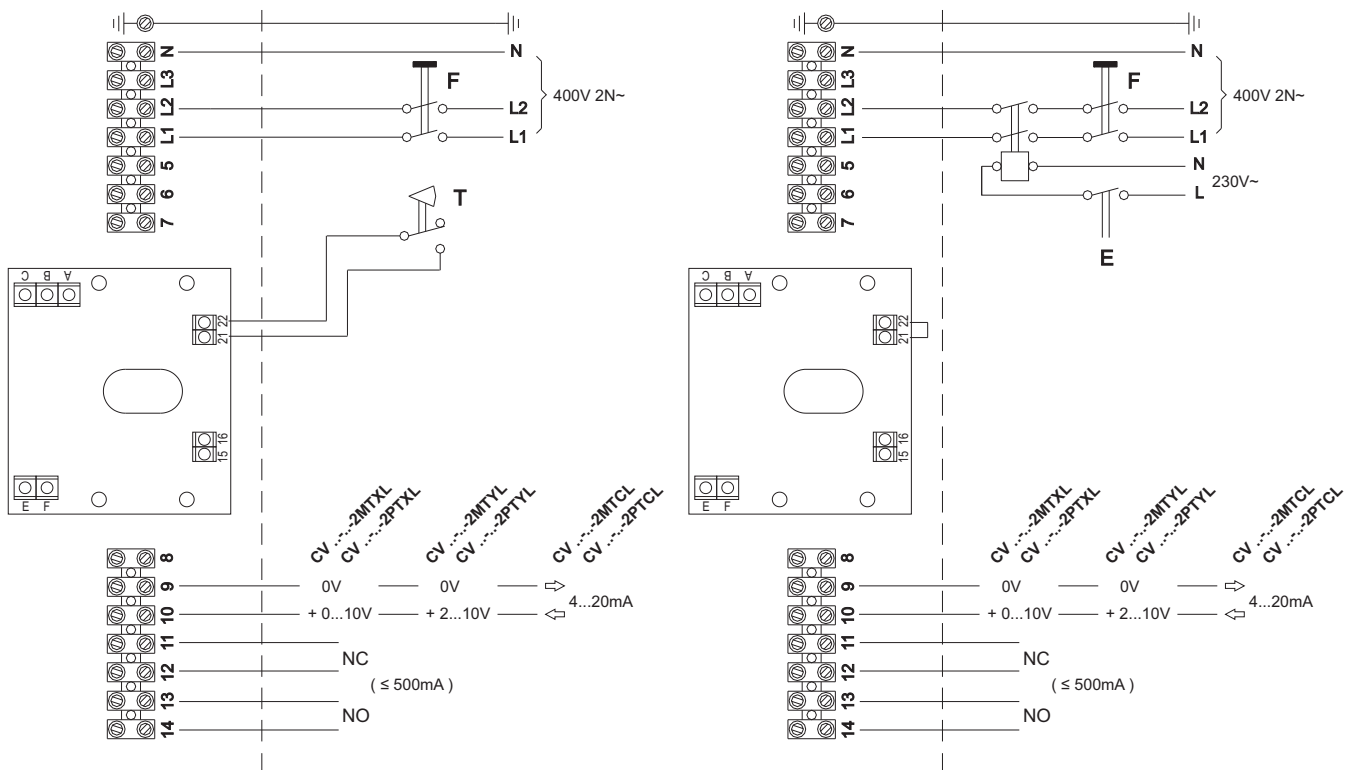 N
L3
L2
L1
5
6
7
F
T
N
L2
L1
400V 2N~
C B A
22
21
16
15
E F
CV ..-.-2MTXL
CV ..-.-2PTXL
CV ..-.-2MTYL
CV ..-.-2PTYL
CV ..-.-2MTCL
CV ..-.-2PTCL
8
9
10
11
12
13
14
0V
0V
+ 0...10V
+ 2...10V
4...20mA
NC
( ≤ 500mA )
NO
N
L3
L2
L1
5
6
7
F
N
L2
L1
400V 2N~
N
L
230V~
E
C B A
22
21
16
15
E F
CV ..-.-2MTXL
CV ..-.-2PTXL
CV ..-.-2MTYL
CV ..-.-2PTYL
CV ..-.-2MTCL
CV ..-.-2PTCL
8
9
10
11
12
13
14
0V
0V
+ 0...10V
+ 2...10V
4...20mA
NC
( ≤ 500mA )
NO